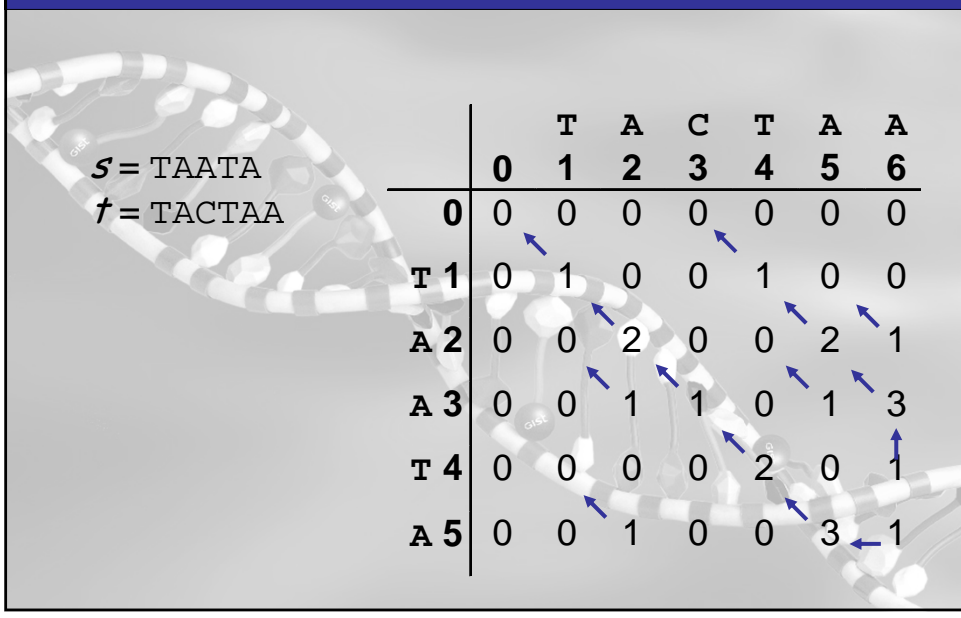 T A C T A A
s = TAATA
0 1 2 3 4 5 6
t = TACTAA
0 0 0 0 0 0 0 0
T 1 0 1 0 0 1 0 0
A 2 0 0 2 0 0 2 1
A 3 0 0 1 1 0 1 3
T 4 0 0 0 0 2 0 1
A 5 0 0 1 0 0 3 1